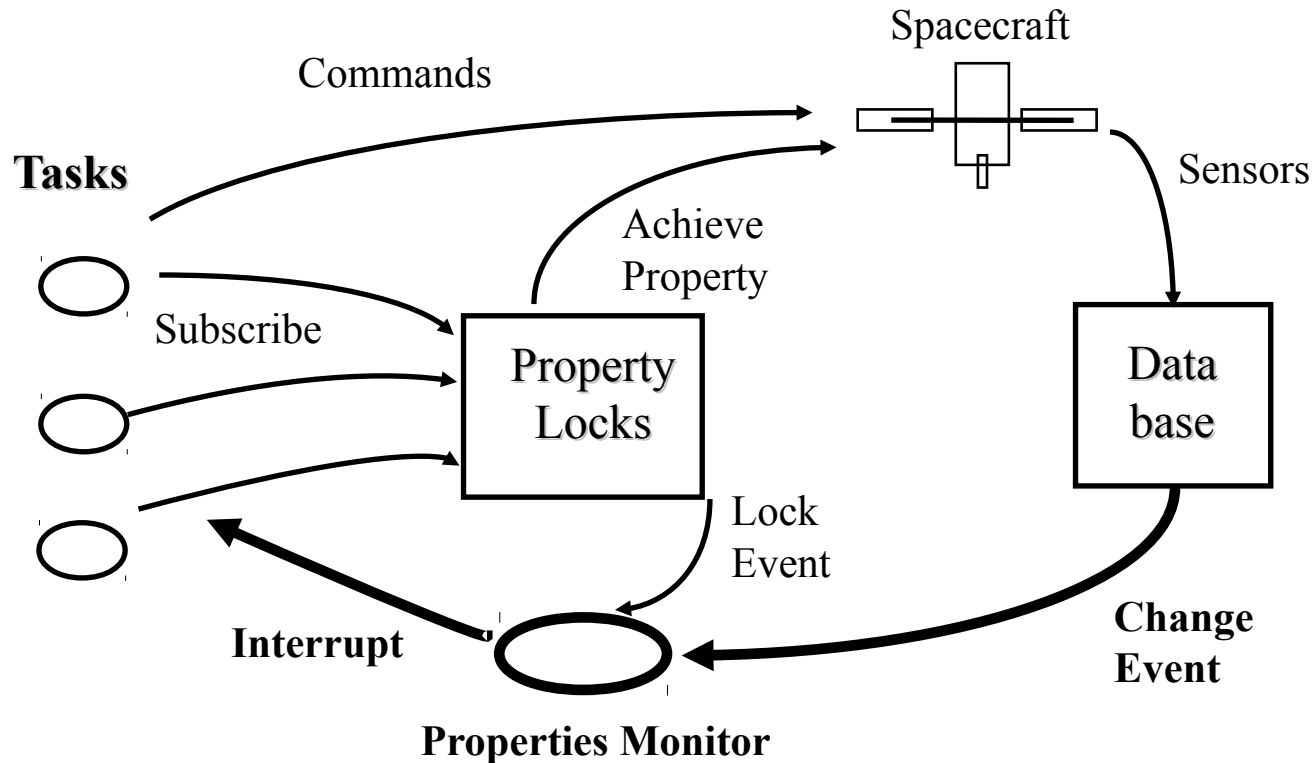 Spacecraft
Commands
Tasks
Sensors
Achieve
Property
Subscribe
Property
Locks
Data
base
Lock
Event
Interrupt
Change
Event
Properties Monitor